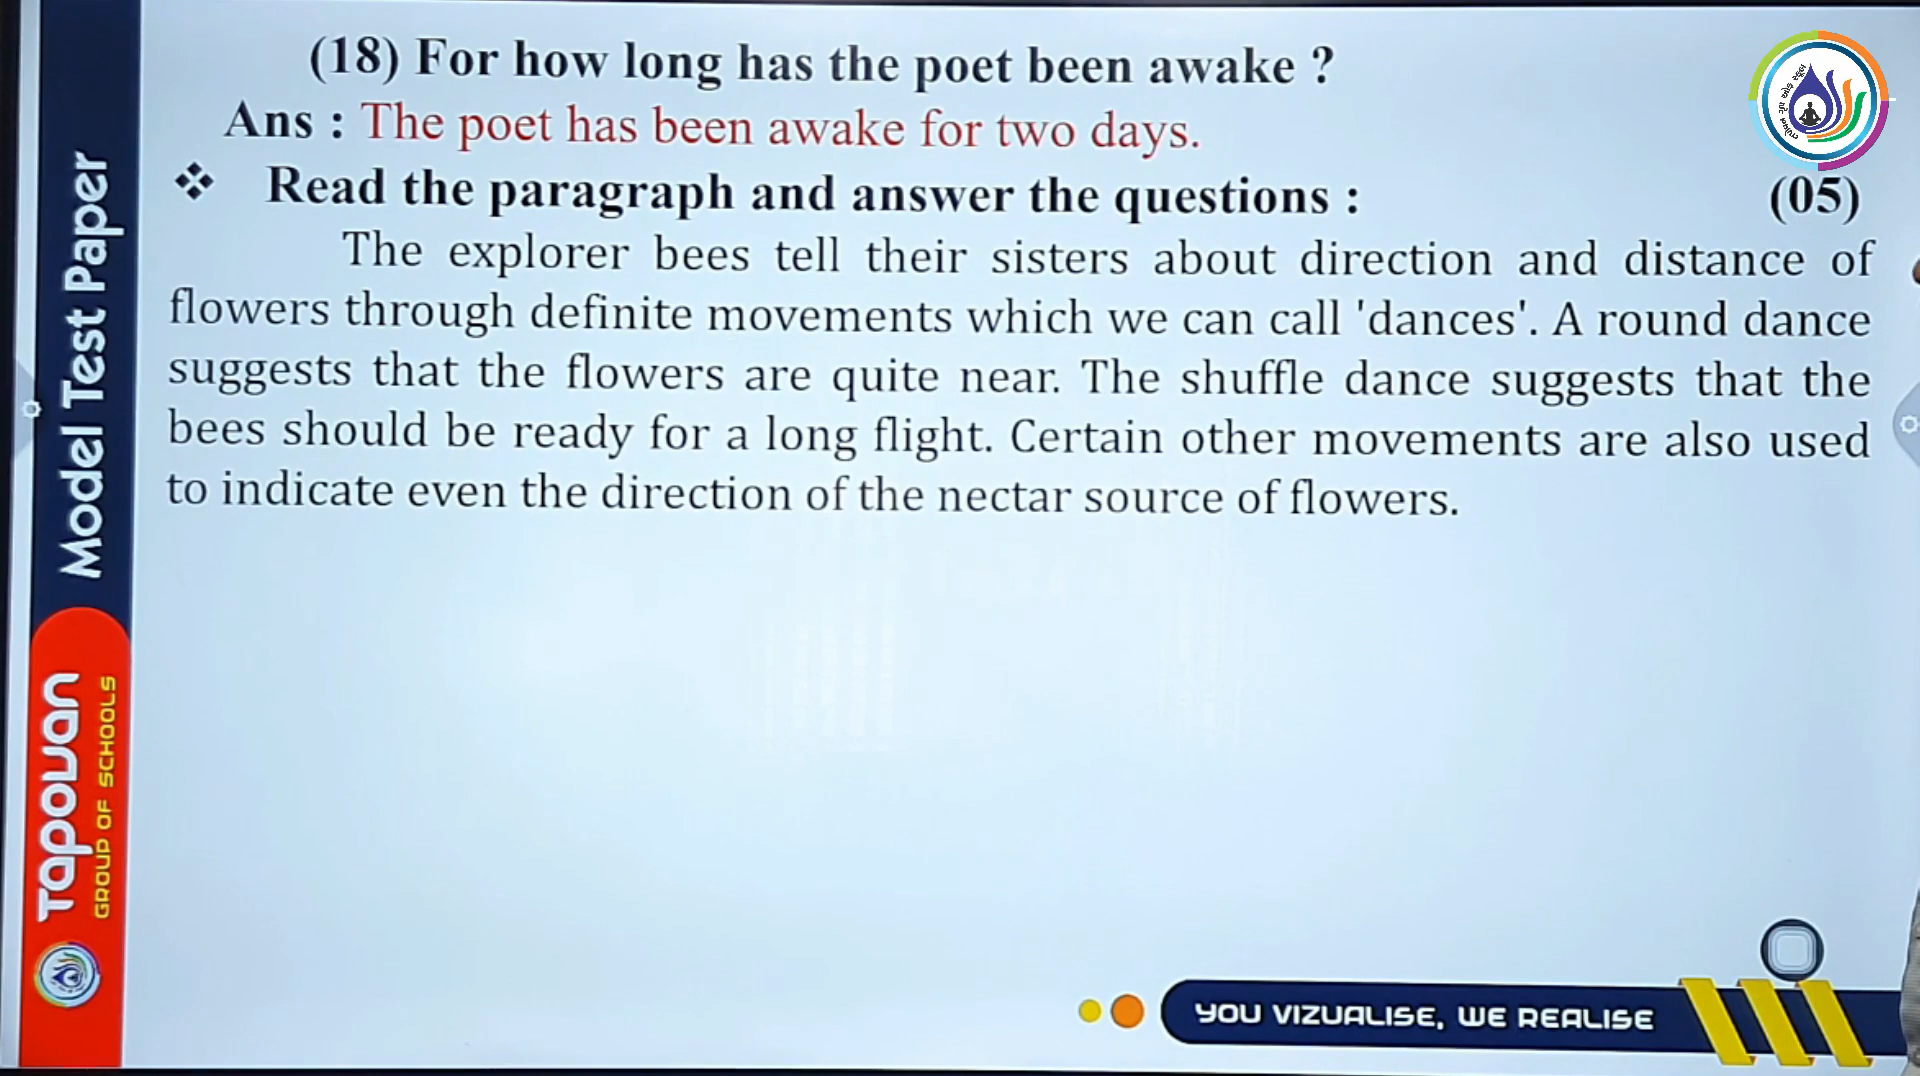 (18) For how long has the poet been awake ?
Ans : The poet has been awake for two days.
❖ Read the paragraph and answer the questions : (05)
The explorer bees tell their sisters about direction and distance of
flowers through definite movements which we can call 'dances'. A round dance
suggests that the flowers are quite near. The shuffle dance suggests that the
bees should be ready for a long flight. Certain other movements are also used
to indicate even the direction of the nectar source of flowers.
Model Test Paper
Tapovan
GROUP OF SCHOOLS
YOU VIZUALISE, WE REALISE